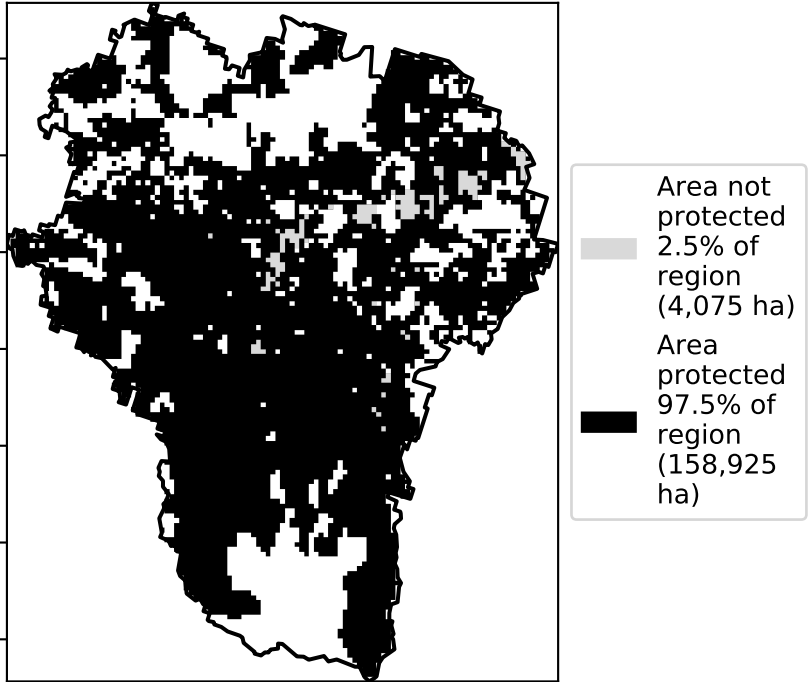 Area not
protected
2.5% of
region
(4,075 ha)
Area
protected
97.5% of
region
(158,925
ha)